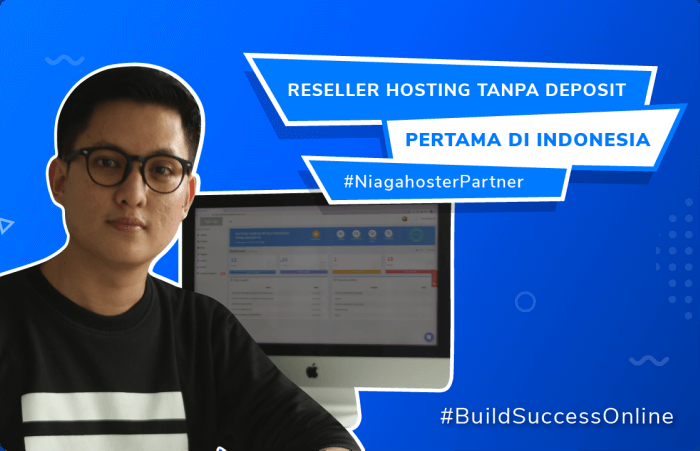 RESELLER HOSTING TANPA DEPOSIT
PERTAMA DI INDONESIA
#NiagahosterPartner
#BuildSuccessOnline